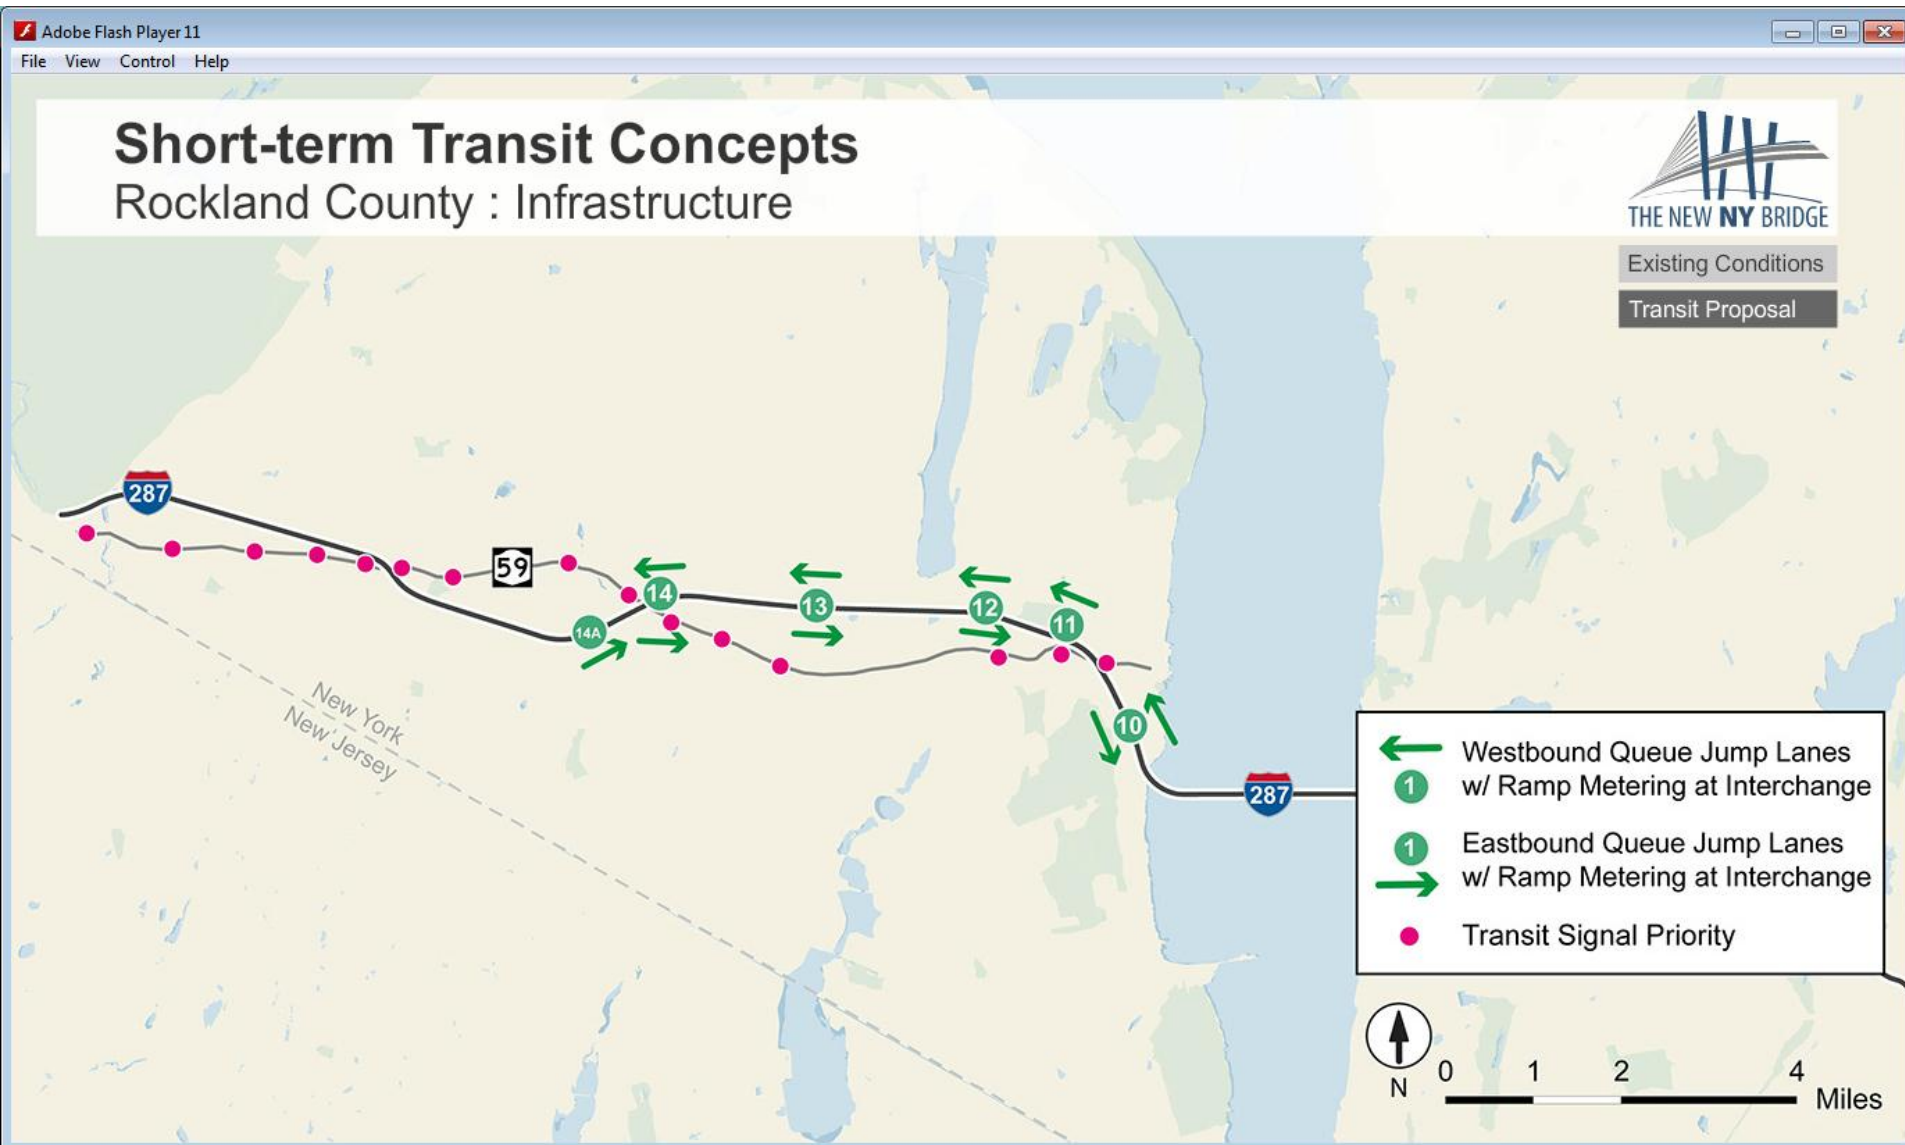 Adobe Flash Player 11
File View Control Help
Short-term Transit Concepts
Rockland County : Infrastructure
THE NEW NY BRIDGE
Existing Conditions
Transit Proposal
287
59
14
13
12
11
14A
10
New York
New Jersey
287
Westbound Queue Jump Lanes
1 w/ Ramp Metering at Interchange
1 Eastbound Queue Jump Lanes
w/ Ramp Metering at Interchange
Transit Signal Priority
N
0 1 2 4
Miles